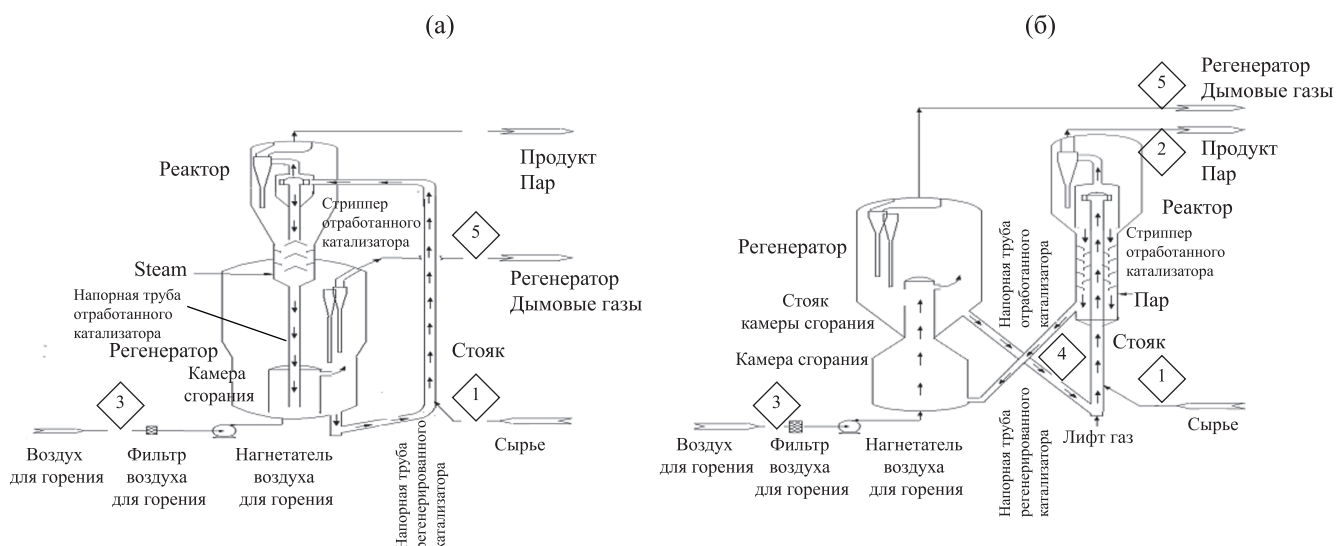 (а)
Реактор
Продукт
Пар
Стриппер
отработанного
катализатора
5
Steam
Регенератор
Дымовые газы
Напорная труба
отработанного
катализатора
Регенератор
Камера
сгорания
Стояк
3
1
Воздух
для горения
Фильтр
воздуха
для горения
Нагнетатель
воздуха
для горения
Напорная труба
регенерированного
катализатора
Сырье
(б)
5
Регенератор
Дымовые газы
2
Продукт
Пар
Реактор
Регенератор
Напорная труба
отработанного
катализатора
Стриппер
отработанного
катализатора
Пар
Стояк
камеры сгорания
Камера сгорания
4
Стояк
3
1
Воздух
для горения
Фильтр
воздуха
для горения
Нагнетатель
воздуха
для горения
Напорная труба
регенерированного
катализатора
Лифт газ
Сырье